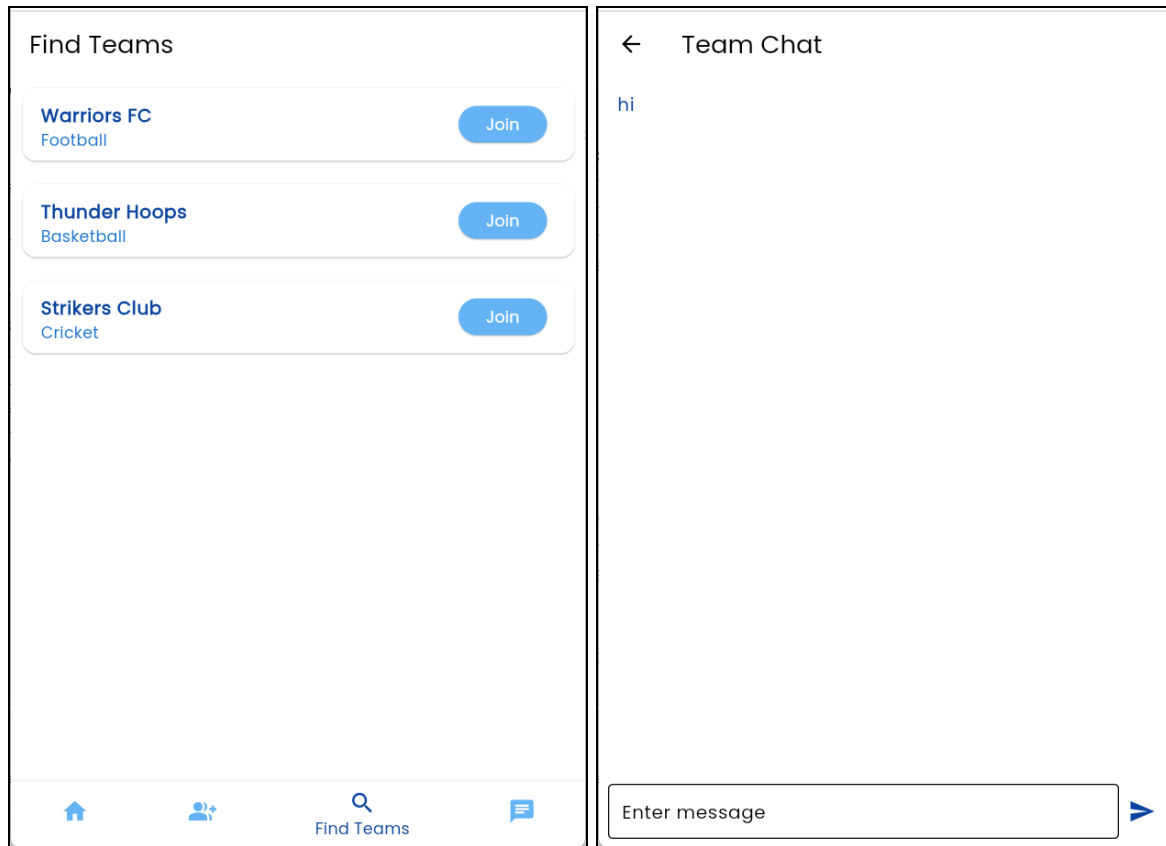 Find Teams
Warriors FC
Football
Join
Thunder Hoops
Basketball
Join
Strikers Club
Cricket
Join
Find Teams
Team Chat
hi
Enter message